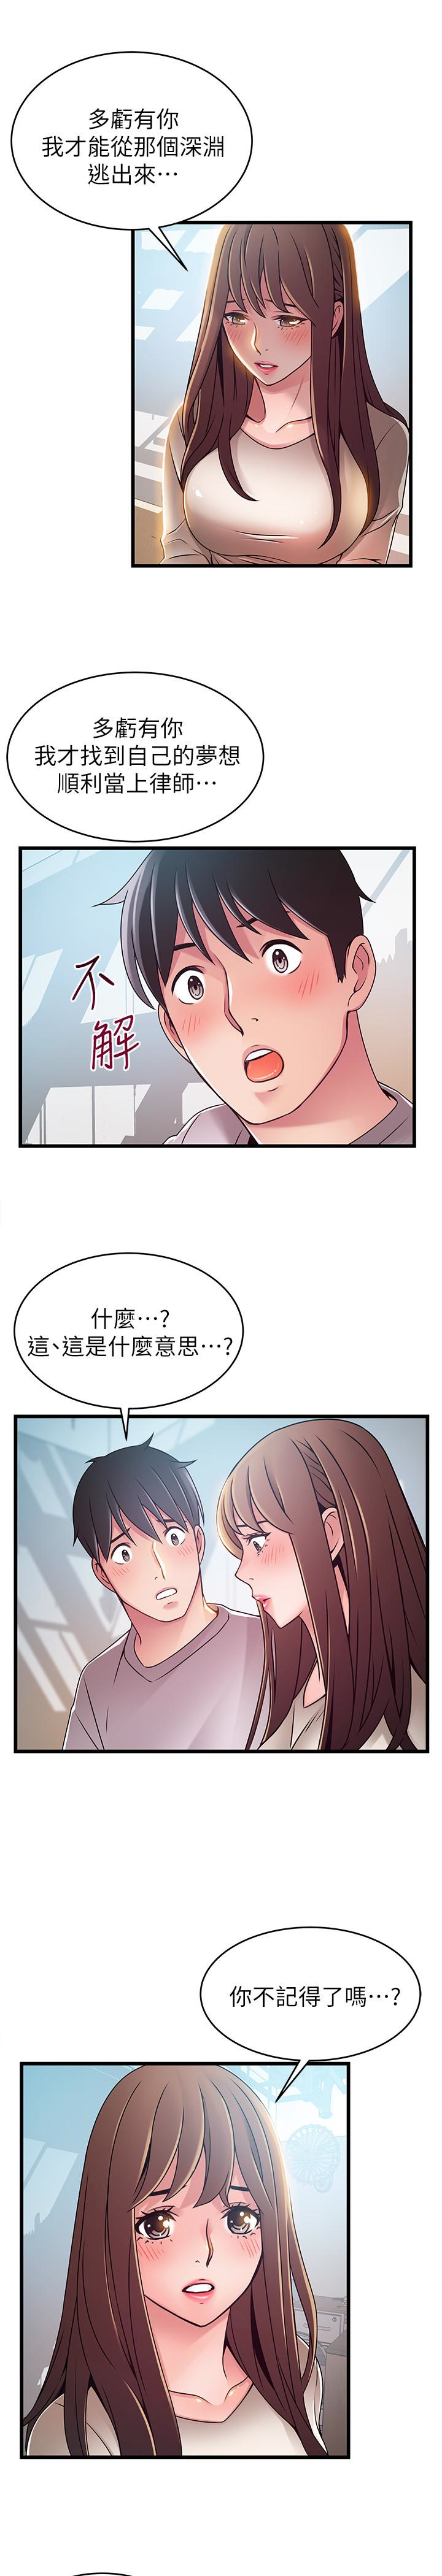 多虧有你
我才能從那個深淵
逃出來⋯
多虧有你
我才找到自己的夢想
順利當上律師⋯
不
解
什麼⋯?
這、這是什麼意思⋯?
你不記得了嗎⋯?